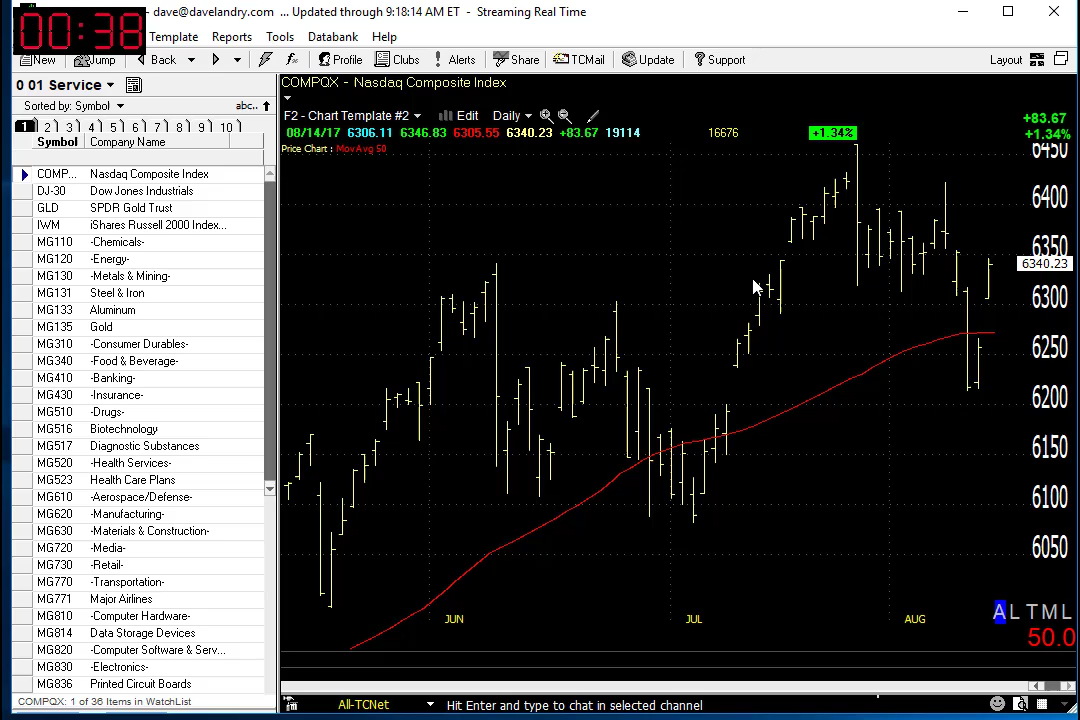 00:38
- dave@davelandry.com ... Updated through 9:18:14 AM ET - Streaming Real Time
Template Reports Tools Databank Help
New Jump Back Profile Clubs Alerts Share TCMail Update Support Layout
0 01 Service
Sorted by: Symbol abc..
1 2 3 4 5 6 7 8 9 10
Symbol Company Name
COMP... Nasdaq Composite Index
DJ-30 Dow Jones Industrials
GLD SPDR Gold Trust
IWM iShares Russell 2000 Index...
MG110 -Chemicals-
MG120 -Energy-
MG130 -Metals & Mining-
MG131 Steel & Iron
MG133 Aluminum
MG135 Gold
MG310 -Consumer Durables-
MG340 -Food & Beverage-
MG410 -Banking-
MG430 -Insurance-
MG510 -Drugs-
MG516 Biotechnology
MG517 Diagnostic Substances
MG520 -Health Services-
MG523 Health Care Plans
MG610 -Aerospace/Defense-
MG620 -Manufacturing-
MG630 -Materials & Construction-
MG720 -Media-
MG730 -Retail-
MG770 -Transportation-
MG771 Major Airlines
MG810 -Computer Hardware-
MG814 Data Storage Devices
MG820 -Computer Software & Serv...
MG830 -Electronics-
MG836 Printed Circuit Boards
COMPQX: 1 of 36 Items in WatchList
COMPQX - Nasdaq Composite Index
F2 - Chart Template #2 Edit Daily
08/14/17 6306.11 6346.83 6305.55 6340.23 +83.67 19114 16676 +1.34%
+83.67
+1.34%
Price Chart : MovAvg 50
6450
6400
6350
6340.23
6300
6250
6200
6150
6100
6050
JUN JUL AUG
A L T M L
50.0
All-TCNet Hit Enter and type to chat in selected channel